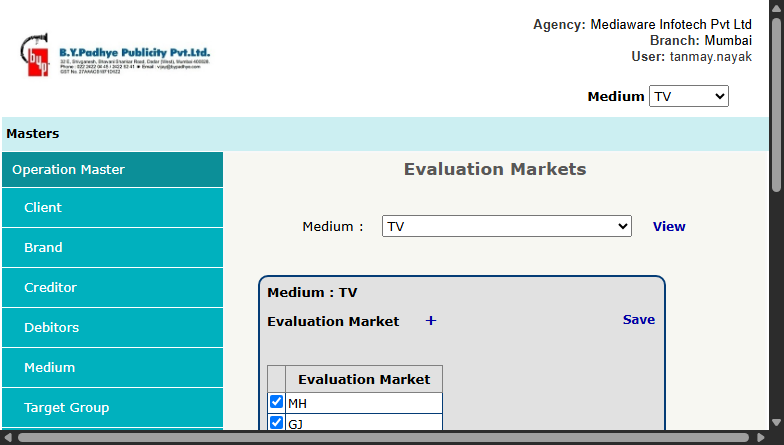 Agency: Mediaware Infotech Pvt Ltd
Branch: Mumbai
User: tanmay.nayak
B.Y.Padhye Publicity Pvt.Ltd.
Medium TV
Masters
Operation Master
Client
Brand
Creditor
Debitors
Medium
Target Group
Evaluation Markets
Medium : TV View
Medium : TV
Evaluation Market + Save
Evaluation Market
MH
GJ